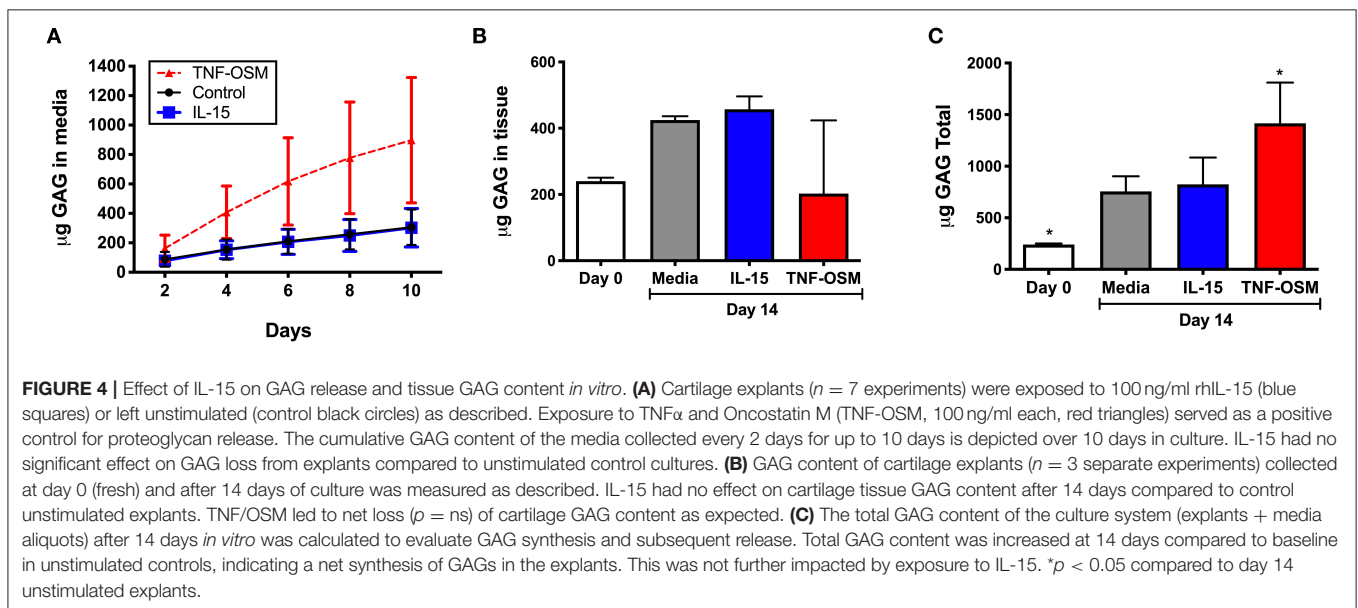 A
B
C
1400
1200
1000
800
600
400
200
0
TNF-OSM
Control
IL-15
µg GAG in media
2 4 6 8 10
Days
600
400
200
0
µg GAG in tissue
Day 0 Media IL-15 TNF-OSM
Day 14
2000
1500
1000
500
0
µg GAG Total
*
*
Day 0 Media IL-15 TNF-OSM
Day 14
FIGURE 4 | Effect of IL-15 on GAG release and tissue GAG content in vitro. (A) Cartilage explants (n = 7 experiments) were exposed to 100 ng/ml rhIL-15 (blue
squares) or left unstimulated (control black circles) as described. Exposure to TNFα and Oncostatin M (TNF-OSM, 100 ng/ml each, red triangles) served as a positive
control for proteoglycan release. The cumulative GAG content of the media collected every 2 days for up to 10 days is depicted over 10 days in culture. IL-15 had no
significant effect on GAG loss from explants compared to unstimulated control cultures. (B) GAG content of cartilage explants (n = 3 separate experiments) collected
at day 0 (fresh) and after 14 days of culture was measured as described. IL-15 had no effect on cartilage tissue GAG content after 14 days compared to control
unstimulated explants. TNF/OSM led to net loss (p = ns) of cartilage GAG content as expected. (C) The total GAG content of the culture system (explants + media
aliquots) after 14 days in vitro was calculated to evaluate GAG synthesis and subsequent release. Total GAG content was increased at 14 days compared to baseline
in unstimulated controls, indicating a net synthesis of GAGs in the explants. This was not further impacted by exposure to IL-15. *p < 0.05 compared to day 14
unstimulated explants.